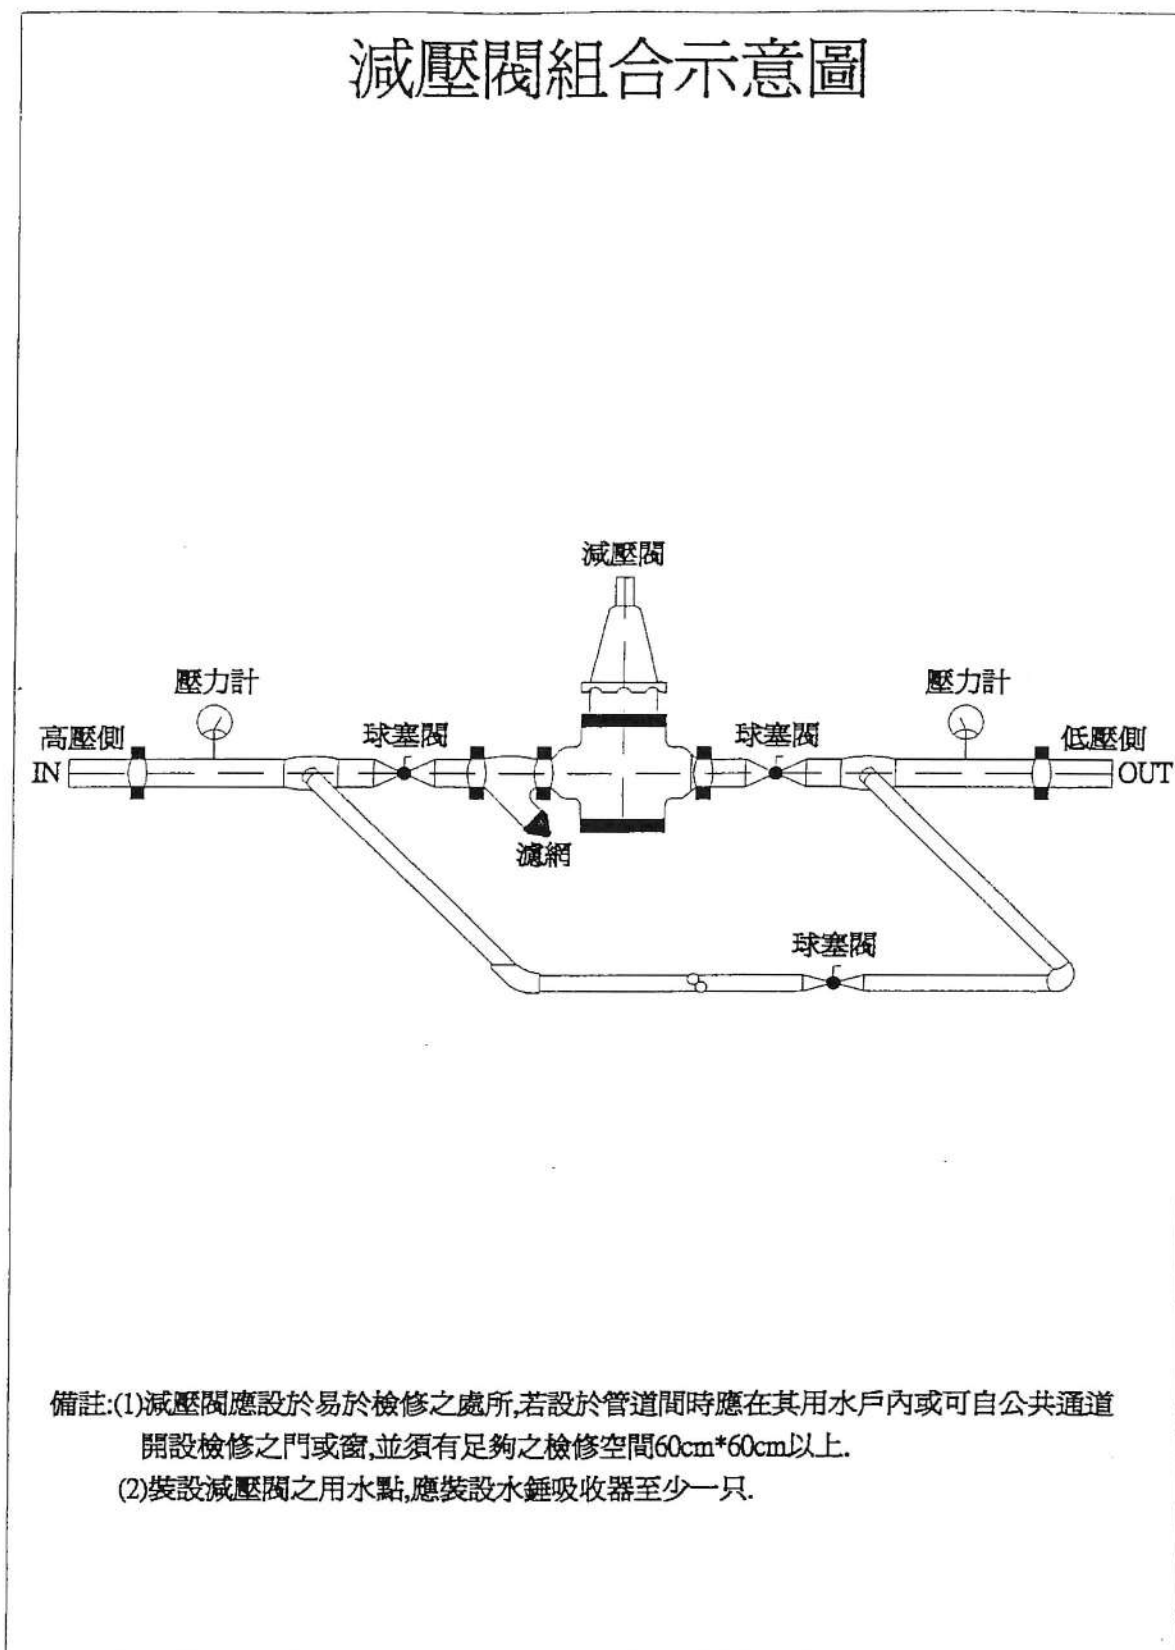 減壓閥組合示意圖
減壓閥
壓力計
壓力計
高壓側
球塞閥
球塞閥
低壓側
IN
OUT
濾網
球塞閥
備註:(1)減壓閥應設於易於檢修之處所,若設於管道間時應在其用水戶內或可自公共通道
開設檢修之門或窗,並須有足夠之檢修空間60cm*60cm以上.
(2)裝設減壓閥之用水點,應裝設水錘吸收器至少一只.